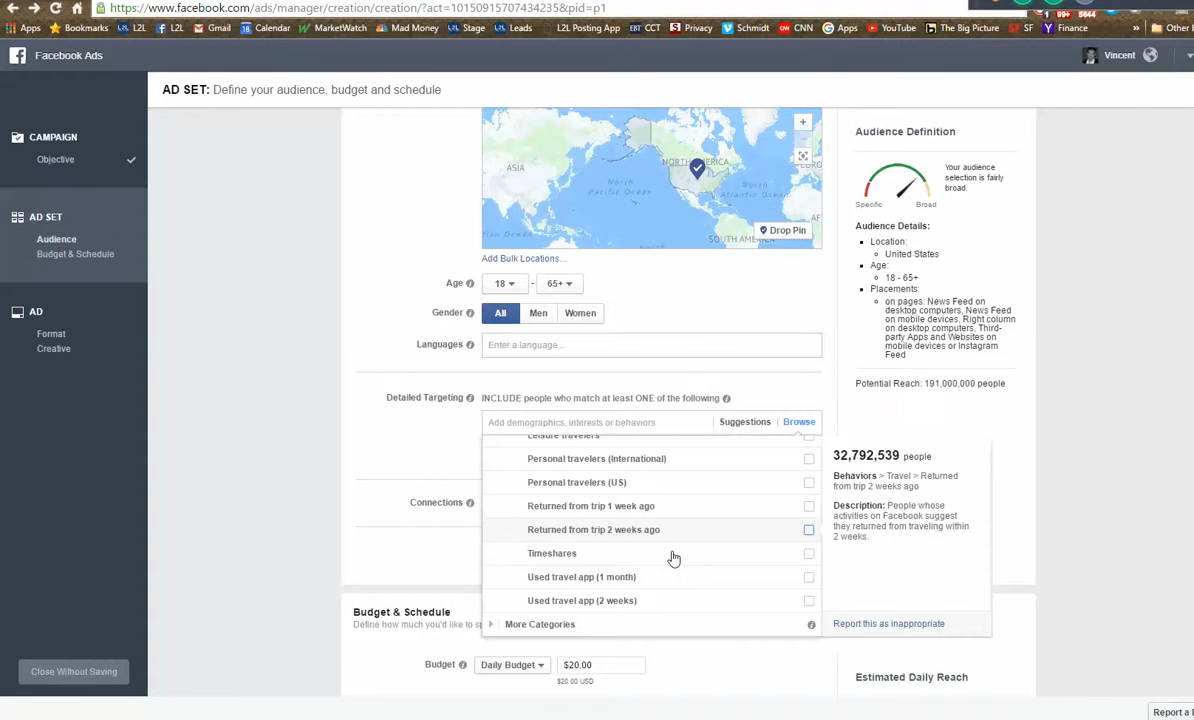 https://www.facebook.com/ads/manager/creation/creation/?act=10150915707434235&pid=p1
1 99+ 5644
Apps Bookmarks L2L L2L Gmail 18 Calendar MarketWatch Mad Money Stage Leads L2L Posting App EBT CCT Privacy Schmidt CNN Apps YouTube The Big Picture SF Finance » Other
Facebook Ads
Vincent
AD SET: Define your audience, budget and schedule
CAMPAIGN
Objective
AD SET
Audience
Budget & Schedule
AD
Format
Creative
Close Without Saving
ASIA
NORTH AMERICA
Pacific Ocean
Atlantic Ocean
SOUTH AMERICA
AF
+
Drop Pin
Add Bulk Locations...
Age 18 - 65+
Gender All Men Women
Languages Enter a language...
Detailed Targeting INCLUDE people who match at least ONE of the following
Add demographics, interests or behaviors | Suggestions | Browse
Leisure travelers
Personal travelers (International)
Personal travelers (US)
Returned from trip 1 week ago
Returned from trip 2 weeks ago
Timeshares
Used travel app (1 month)
Used travel app (2 weeks)
More Categories
Connections
32,792,539 people
Behaviors > Travel > Returned
from trip 2 weeks ago
Description: People whose
activities on Facebook suggest
they returned from traveling within
2 weeks.
Report this as inappropriate
Budget & Schedule
Define how much you'd like to sp
Budget Daily Budget $20.00
$20.00 USD
Audience Definition
Your audience
selection is fairly
broad.
Specific Broad
Audience Details:
Location:
United States
Age:
18 - 65+
Placements:
on pages: News Feed on
desktop computers, News Feed
on mobile devices, Right column
on desktop computers, Third-
party Apps and Websites on
mobile devices or Instagram
Feed
Potential Reach: 191,000,000 people
Estimated Daily Reach
Report a